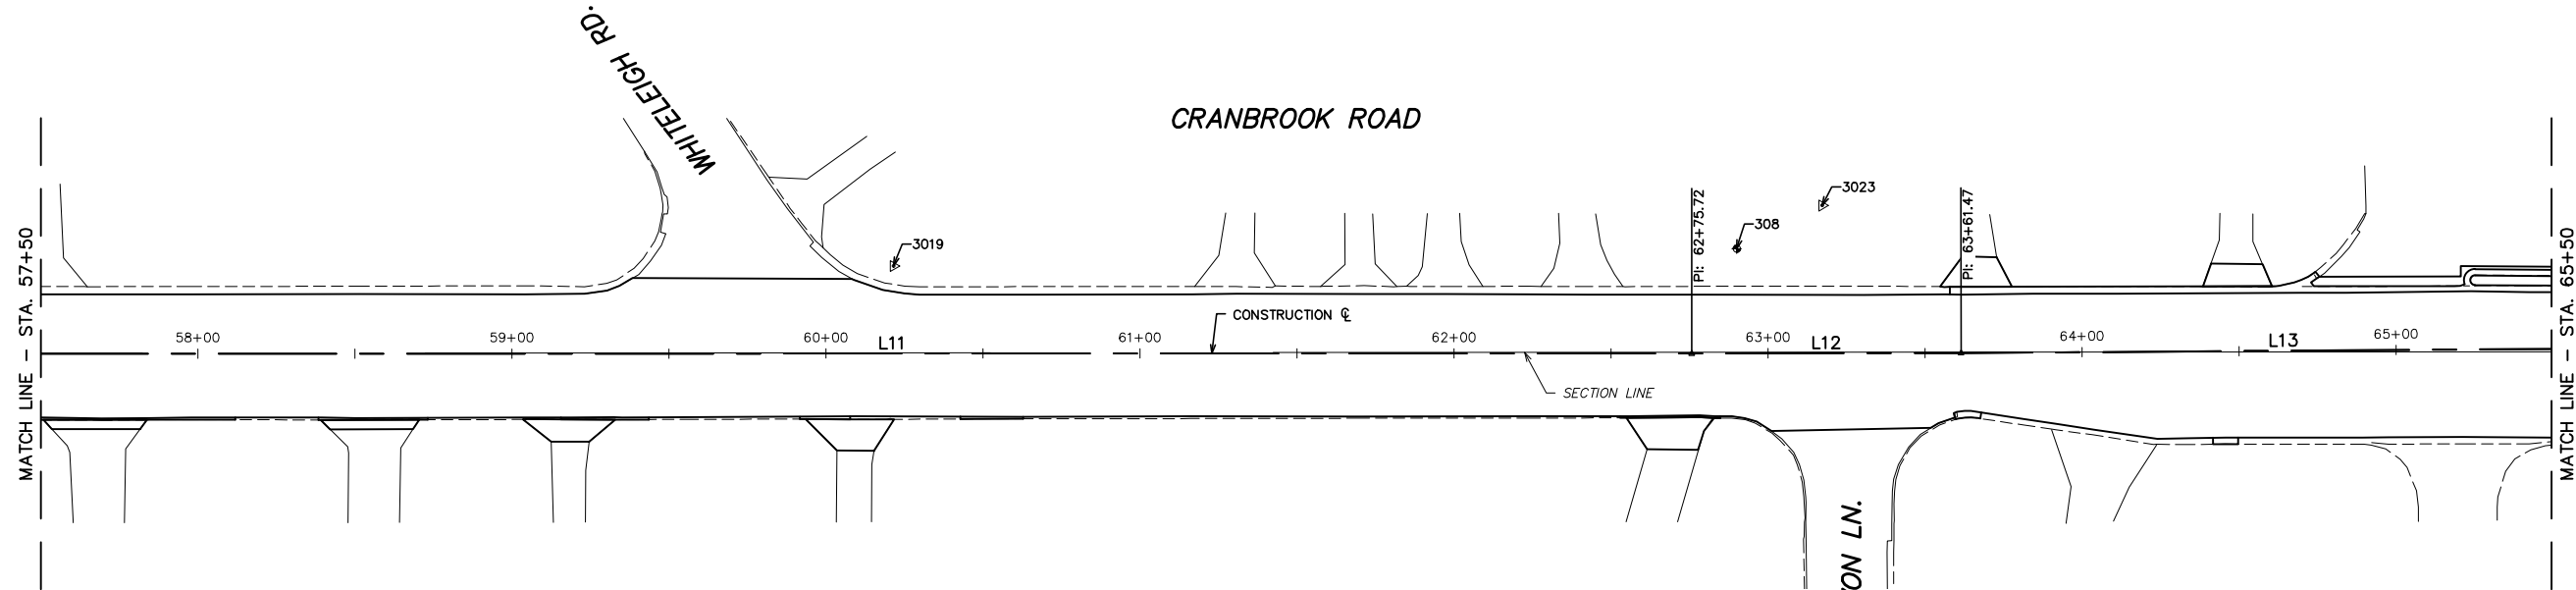 WHITELEIGH RD.
CRANBROOK ROAD
3019
308
3023
PI: 62+75.72
PI: 63+61.47
MATCH LINE - STA. 57+50
MATCH LINE - STA. 65+50
CONSTRUCTION ℄
58+00
59+00
60+00
L11
61+00
62+00
63+00
L12
64+00
L13
65+00
SECTION LINE
LN.